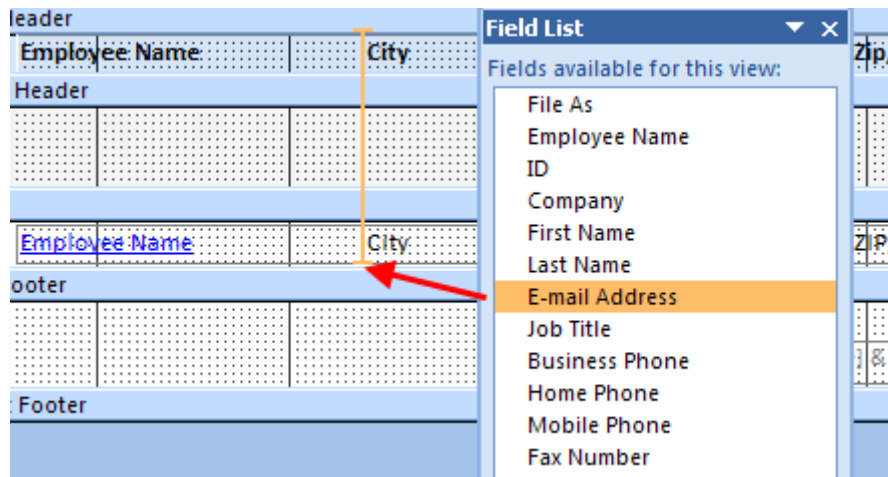 Header
Employee Name City Zip
Header
Employee Name City ZIP
Footer
&
Footer
Field List
Fields available for this view:
File As
Employee Name
ID
Company
First Name
Last Name
E-mail Address
Job Title
Business Phone
Home Phone
Mobile Phone
Fax Number